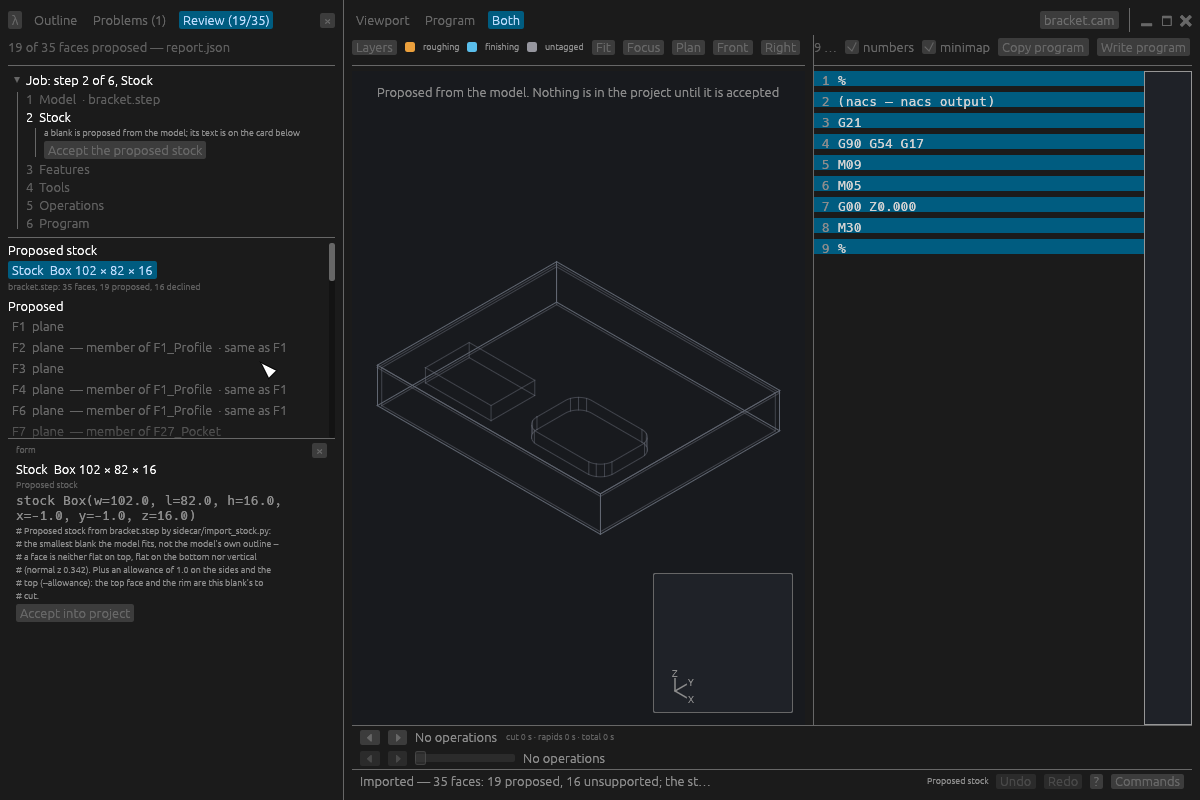 λ Outline Problems (1) Review (19/35) ×
19 of 35 faces proposed — report.json
▾ Job: step 2 of 6, Stock
1 Model · bracket.step
2 Stock
a blank is proposed from the model; its text is on the card below
Accept the proposed stock
3 Features
4 Tools
5 Operations
6 Program
Proposed stock
Stock Box 102 × 82 × 16
bracket.step: 35 faces, 19 proposed, 16 declined
Proposed
F1 plane
F2 plane — member of F1_Profile · same as F1
F3 plane
F4 plane — member of F1_Profile · same as F1
F6 plane — member of F1_Profile · same as F1
F7 plane — member of F27_Pocket
form ×
Stock Box 102 × 82 × 16
Proposed stock
stock Box(w=102.0, l=82.0, h=16.0,
x=-1.0, y=-1.0, z=16.0)
# Proposed stock from bracket.step by sidecar/import_stock.py:
# the smallest blank the model fits, not the model's own outline –
# a face is neither flat on top, flat on the bottom nor vertical
# (normal z 0.342). Plus an allowance of 1.0 on the sides and the
# top (--allowance): the top face and the rim are this blank's to
# cut.
Accept into project
Viewport Program Both
bracket.cam
Layers roughing finishing untagged Fit Focus Plan Front Right
9 ... numbers minimap Copy program Write program
Proposed from the model. Nothing is in the project until it is accepted
Z
Y
X
1 %
2 (nacs — nacs output)
3 G21
4 G90 G54 G17
5 M09
6 M05
7 G00 Z0.000
8 M30
9 %
No operations cut 0 s · rapids 0 s · total 0 s
No operations
Imported — 35 faces: 19 proposed, 16 unsupported; the st...
Proposed stock Undo Redo ? Commands